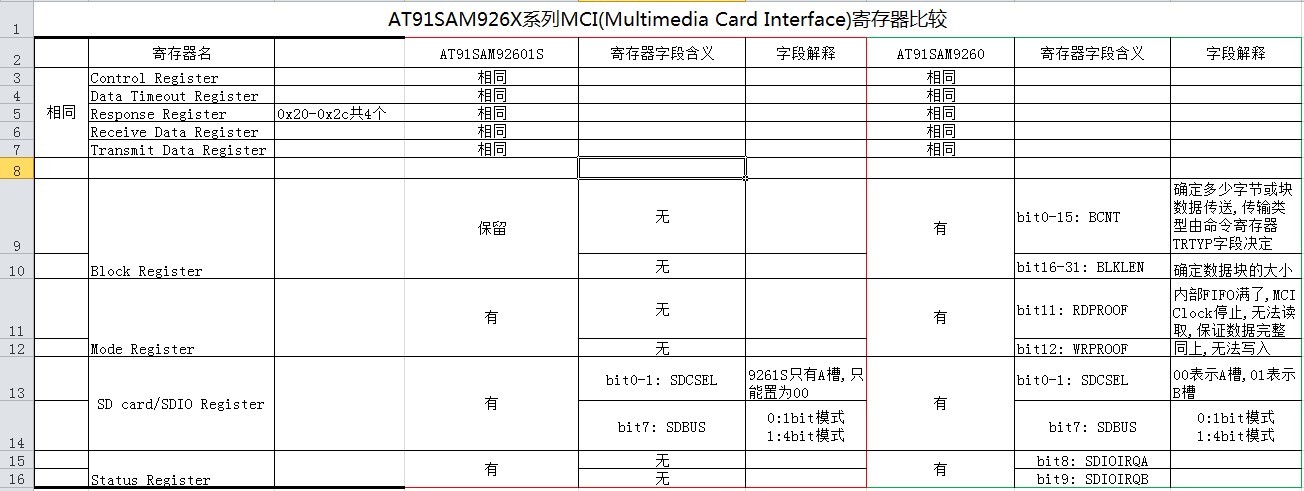 AT91SAM926X系列MCI(Multimedia Card Interface)寄存器比较
1
2 寄存器名 AT91SAM92601S 寄存器字段含义 字段解释 AT91SAM9260 寄存器字段含义 字段解释
3 Control Register 相同 相同
4 Data Timeout Register 相同 相同
5 相同 Response Register 0x20-0x2c共4个 相同 相同
6 Receive Data Register 相同 相同
7 Transmit Data Register 相同 相同
8
保留 无 有 bit0-15: BCNT
确定多少字节或块
数据传送,传输类
型由命令寄存器
TRTYP字段决定
9
10 Block Register 无 bit16-31: BLKLEN 确定数据块的大小
有 无 有 bit11: RDPROOF
内部FIFO满了,MCI
Clock停止,无法读
取,保证数据完整
11
12 Mode Register 无 bit12: WRPROOF 同上,无法写入
SD card/SDIO Register 有 bit0-1: SDCSEL
9261S只有A槽,只
能置为00
有 bit0-1: SDCSEL
00表示A槽,01表示
B槽
13
bit7: SDBUS
0:1bit模式
1:4bit模式
bit7: SDBUS
0:1bit模式
1:4bit模式
14
15 有 无 有 bit8: SDIOIRQA
16 Status Register 无 bit9: SDIOIRQB